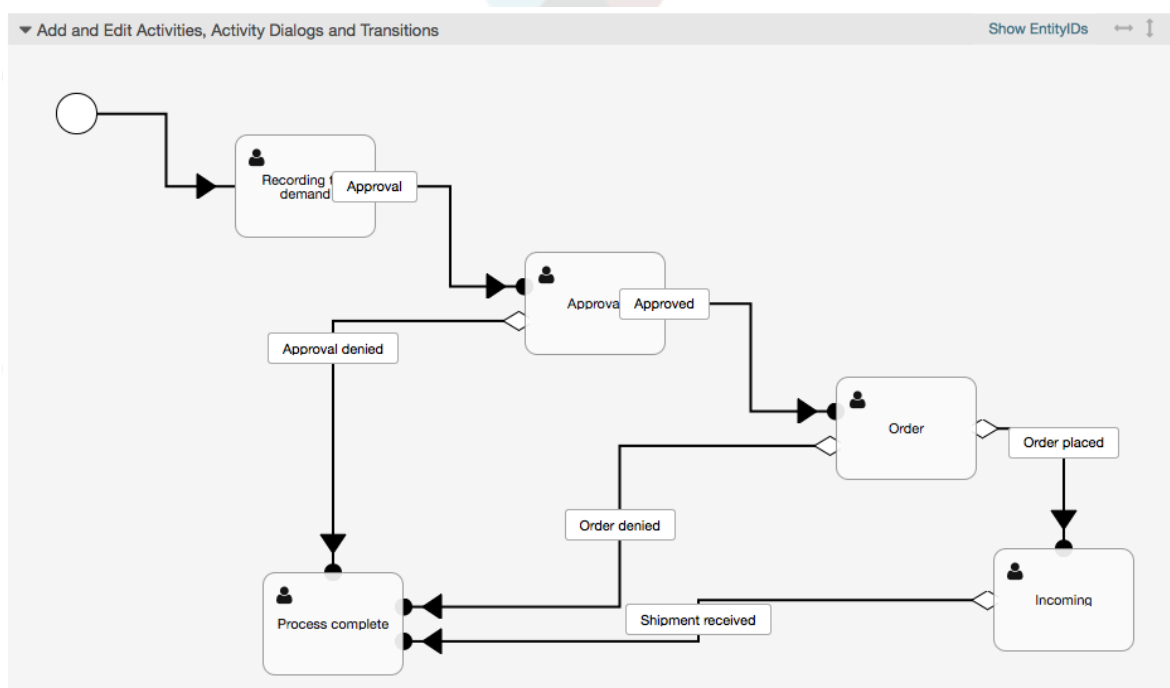 Add and Edit Activities, Activity Dialogs and Transitions
Show EntityIDs
Recording
demand
Approval
Approved
Approval denied
Order
Order placed
Order denied
Incoming
Shipment received
Process complete